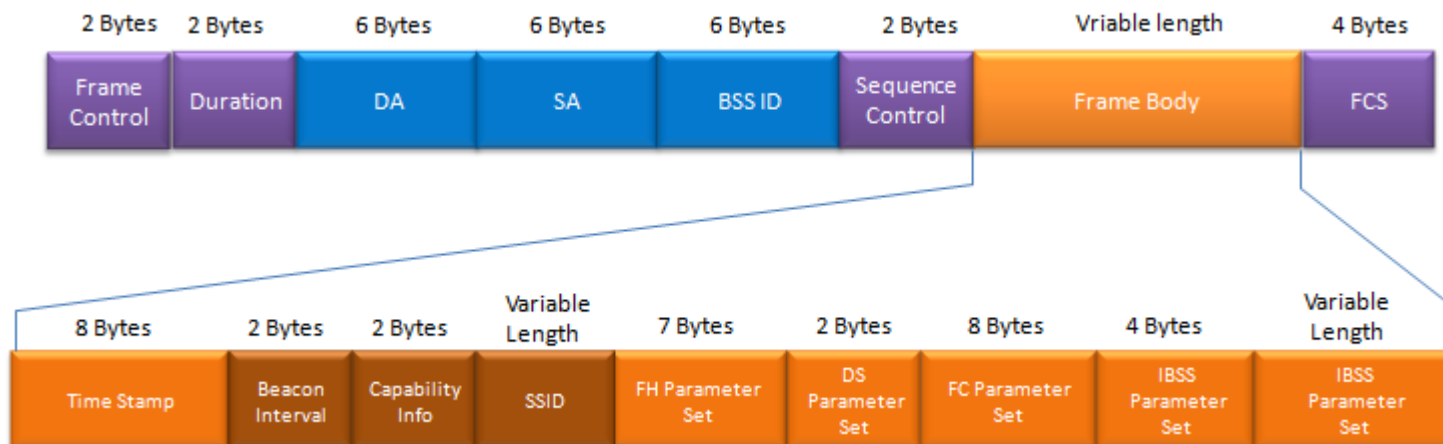 2 Bytes 2 Bytes 6 Bytes 6 Bytes 6 Bytes 2 Bytes Vriable length 4 Bytes
Frame
Control
Duration
DA
SA
BSS ID
Sequence
Control
Frame Body
FCS
8 Bytes
2 Bytes
2 Bytes
Variable
Length
7 Bytes
2 Bytes
8 Bytes
4 Bytes
Variable
Length
Time Stamp
Beacon
Interval
Capability
Info
SSID
FH Parameter
Set
DS
Parameter
Set
FC Parameter
Set
IBSS
Parameter
Set
IBSS
Parameter
Set